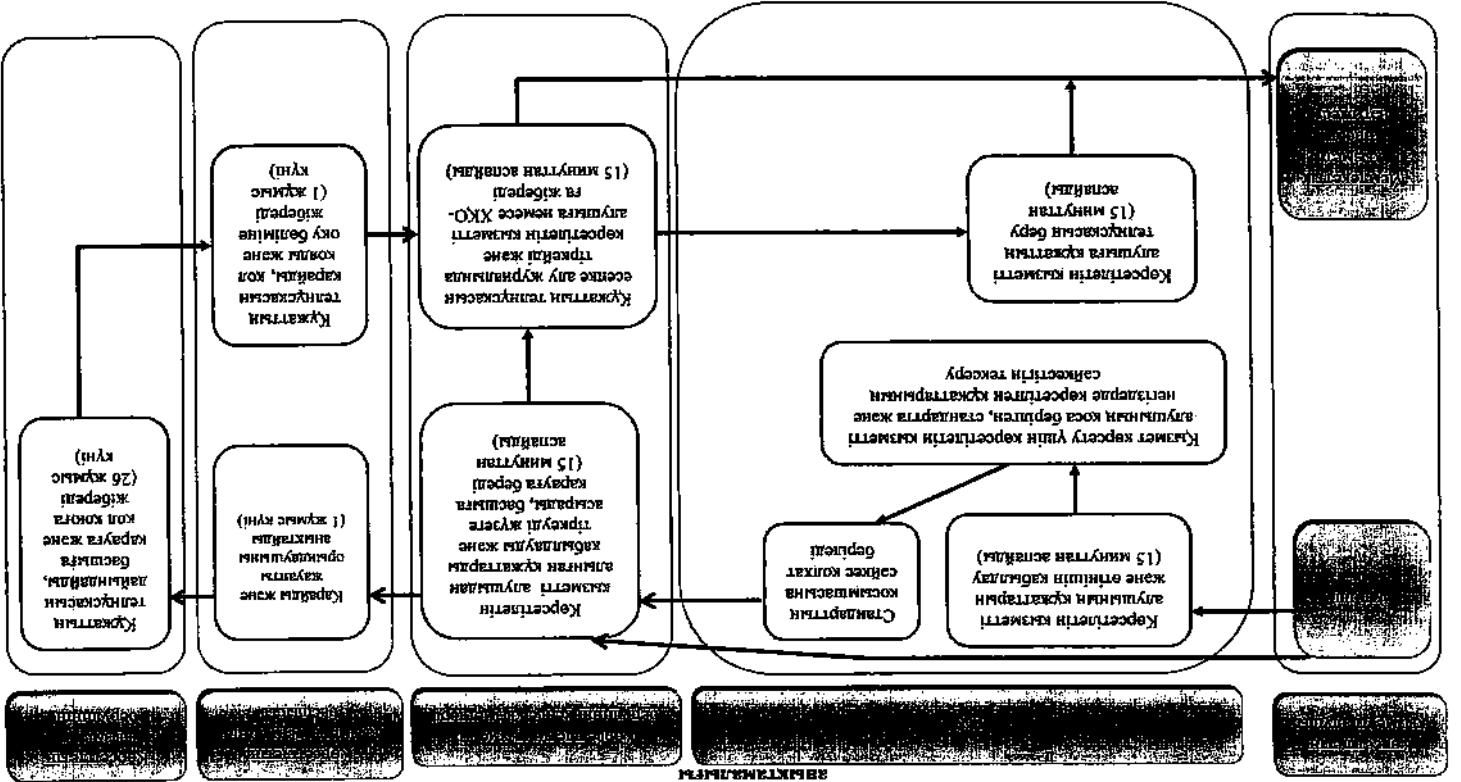 анықтамалығы
Көрсетілетін қызметті
алушының құжаттарын
және өтінішін қабылдау
(15 минуттан аспайды)
Қызмет көрсету үшін көрсетілетін қызметті
алушының қоса берілген, стандартта және
негіздерде көрсетілген құжаттарының
сәйкестігін тексеру
Стандарттың
қосымшасына
сәйкес қолхат
беріледі
Көрсетілетін
қызметті алушыдан
алынған құжаттарды
қабылдауды және
тіркеуді жүзеге
асырады, басшыға
қарауға береді
(15 минуттан
аспайды)
Қарайды және
жауапты
орындаушыны
анықтайды
(1 жұмыс күні)
Құжаттың
телнұсқасын
дайындайды,
басшыға
қарауға және
қол қоюға
жібереді
(26 жұмыс
күні)
Құжаттың
телнұсқасын
қарайды, қол
қояды және
оқу бөліміне
жібереді
(1 жұмыс
күні)
Құжаттың телнұсқасын
есепке алу журналында
тіркейді және
көрсетілетін қызметті
алушыға немесе ХҚО-
ға жібереді
(15 минуттан аспайды)
Көрсетілетін қызметті
алушыға құжаттың
телнұсқасын беру
(15 минуттан
аспайды)